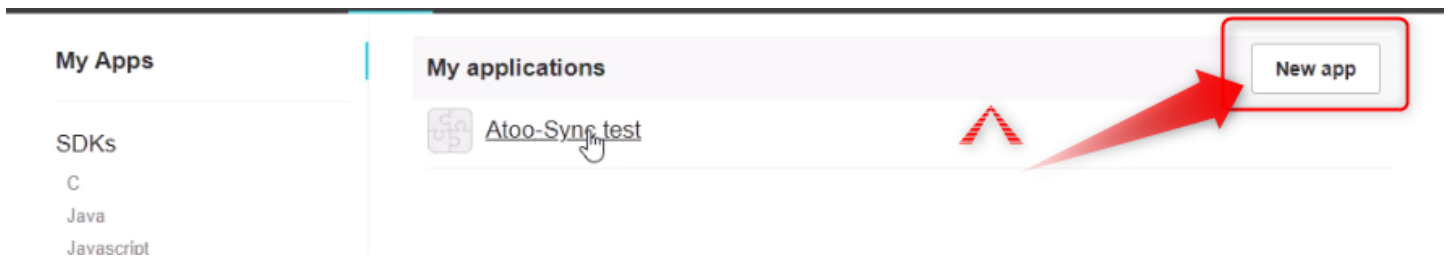 My Apps
SDKs
C
Java
Javascript
My applications
New app
Atoo-Sync test